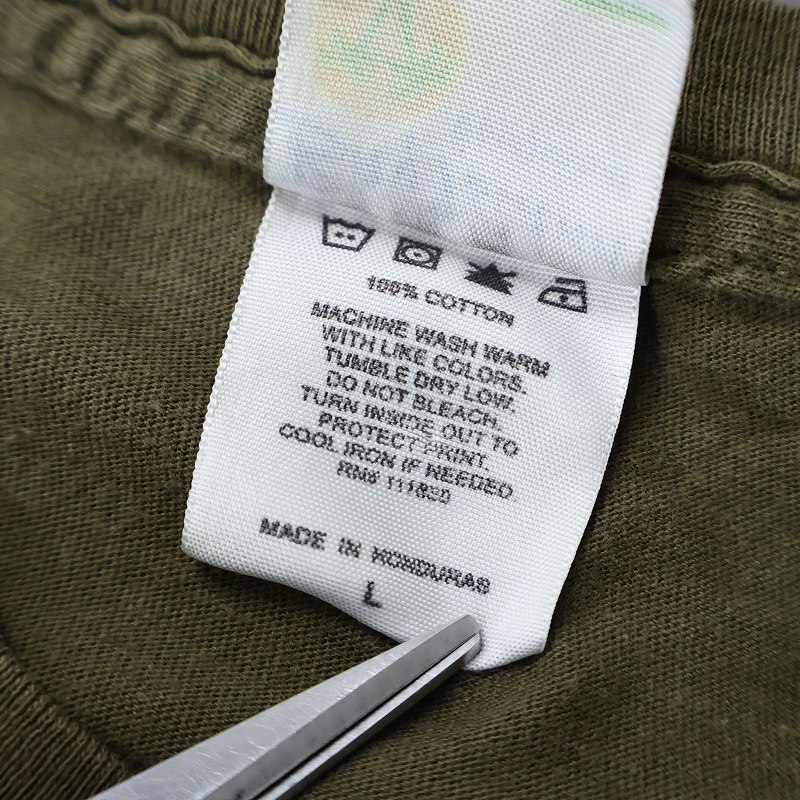 100% COTTON
MACHINE WASH WARM
WITH LIKE COLORS.
TUMBLE DRY LOW.
DO NOT BLEACH.
TURN INSIDE OUT TO
PROTECT PRINT.
COOL IRON IF NEEDED
RN# 111830
MADE IN HONDURAS
L